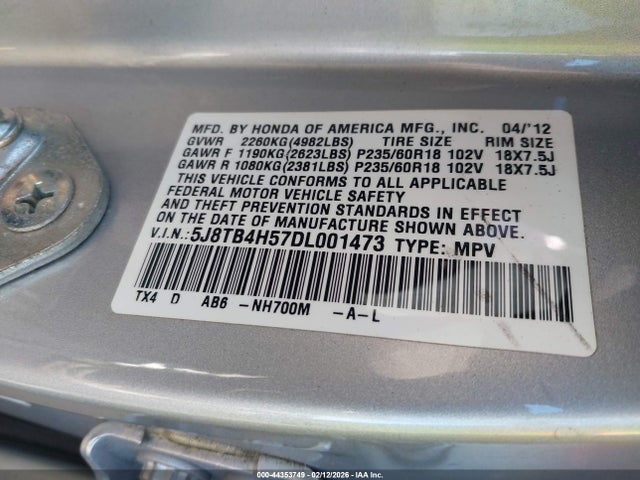 MFD. BY HONDA OF AMERICA MFG., INC. 04/'12
GVWR 2260KG(4982LBS) TIRE SIZE RIM SIZE
GAWR F 1190KG(2623LBS) P235/60R18 102V 18X7.5J
GAWR R 1080KG(2381LBS) P235/60R18 102V 18X7.5J
THIS VEHICLE CONFORMS TO ALL APPLICABLE
FEDERAL MOTOR VEHICLE SAFETY
AND THEFT PREVENTION STANDARDS IN EFFECT
ON THE DATE OF MANUFACTURE SHOWN ABOVE.
V.I.N.: 5J8TB4H57DL001473 TYPE: MPV
TX4 D AB6 -NH700M -A-L
000-44353749 - 02/12/2026 - IAA Inc.